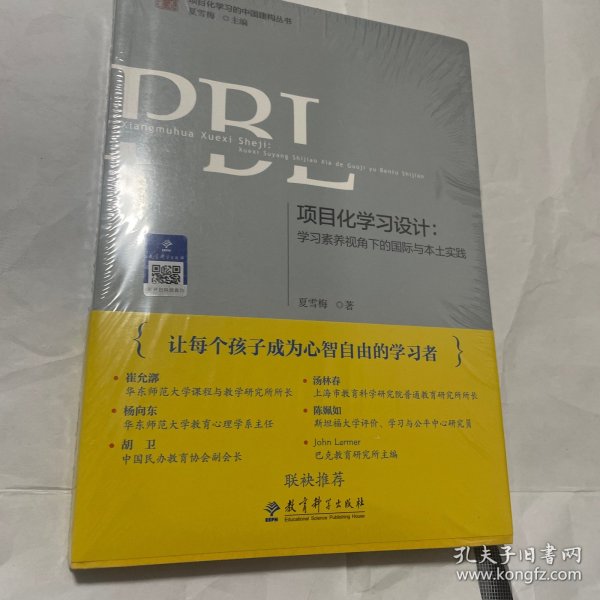 项目化学习的中国建构丛书
夏雪梅 主编
PBL
Xiangmuhua Xuexi Sheji:
Xuexi Suyang Shijiao Xia de Guoji yu Bentu Shijian
项目化学习设计：
学习素养视角下的国际与本土实践
夏雪梅 著
{ 让每个孩子成为心智自由的学习者 }
• 崔允漷
华东师范大学课程与教学研究所所长
• 杨向东
华东师范大学教育心理学系主任
• 胡 卫
中国民办教育协会副会长
• 汤林春
上海市教育科学研究院普通教育研究所所长
• 陈姵如
斯坦福大学评价、学习与公平中心研究员
• John Larmer
巴克教育研究所主编
联袂推荐
ESPH
教育科学出版社
Educational Science Publishing House
孔夫子旧书网
www.kongfz.com